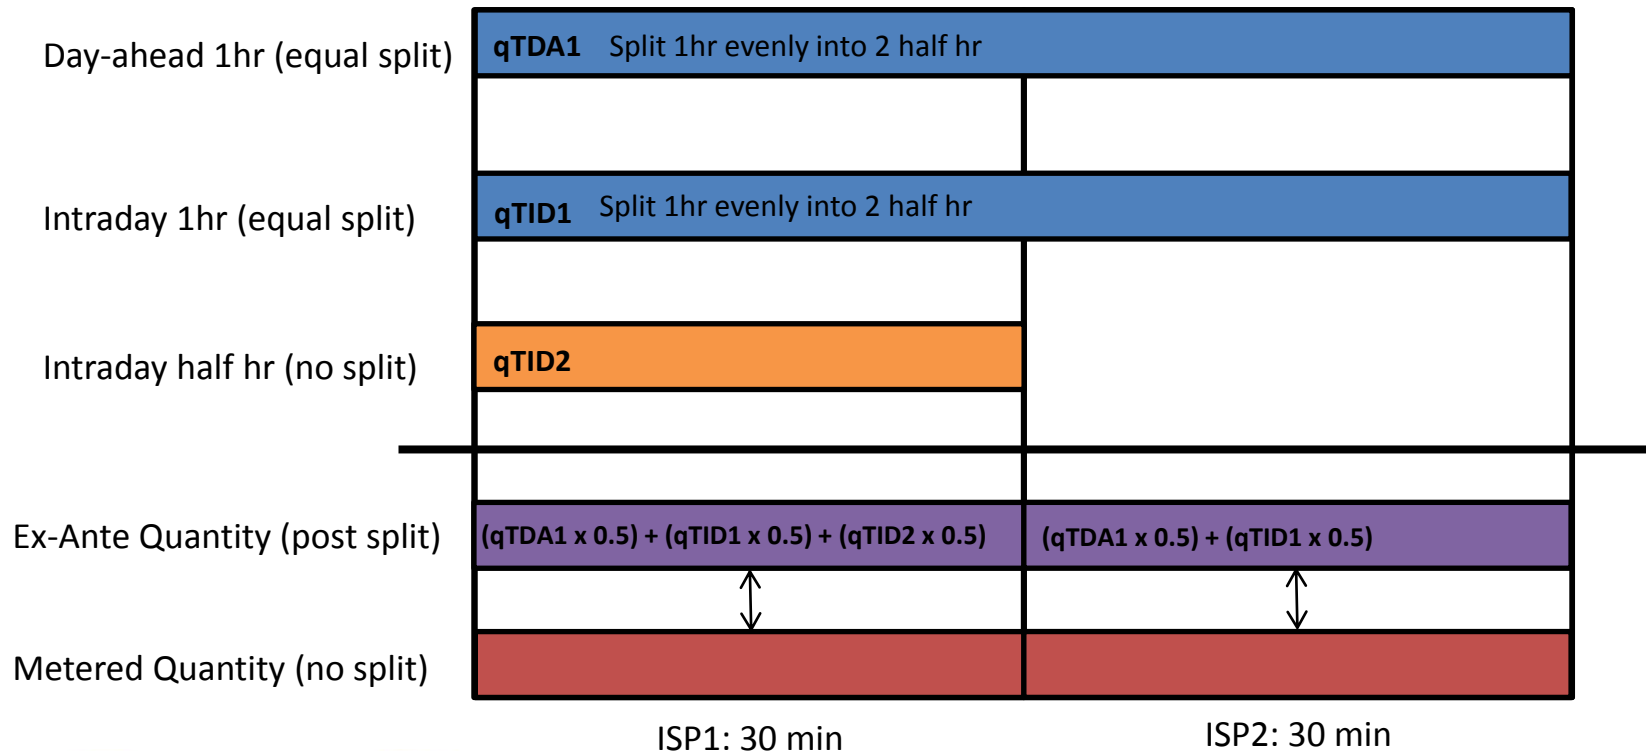 Day-ahead 1hr (equal split)
qTDA1 Split 1hr evenly into 2 half hr
Intraday 1hr (equal split)
qTID1 Split 1hr evenly into 2 half hr
Intraday half hr (no split)
qTID2
Ex-Ante Quantity (post split)
(qTDA1 x 0.5) + (qTID1 x 0.5) + (qTID2 x 0.5)
(qTDA1 x 0.5) + (qTID1 x 0.5)
Metered Quantity (no split)
ISP1: 30 min
ISP2: 30 min